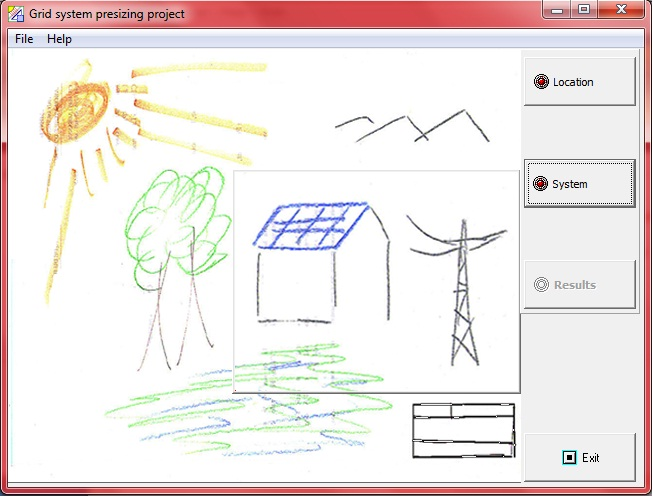 Grid system presizing project
File Help
Location
System
Results
Exit